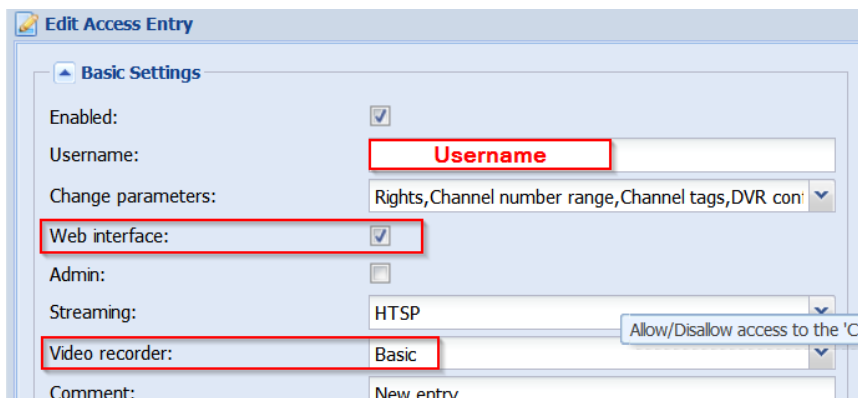 Edit Access Entry
Basic Settings
Enabled:
Username: Username
Change parameters: Rights,Channel number range,Channel tags,DVR con
Web interface:
Admin:
Streaming: HTSP
Allow/Disallow access to the 'C
Video recorder: Basic
Comment: New entry